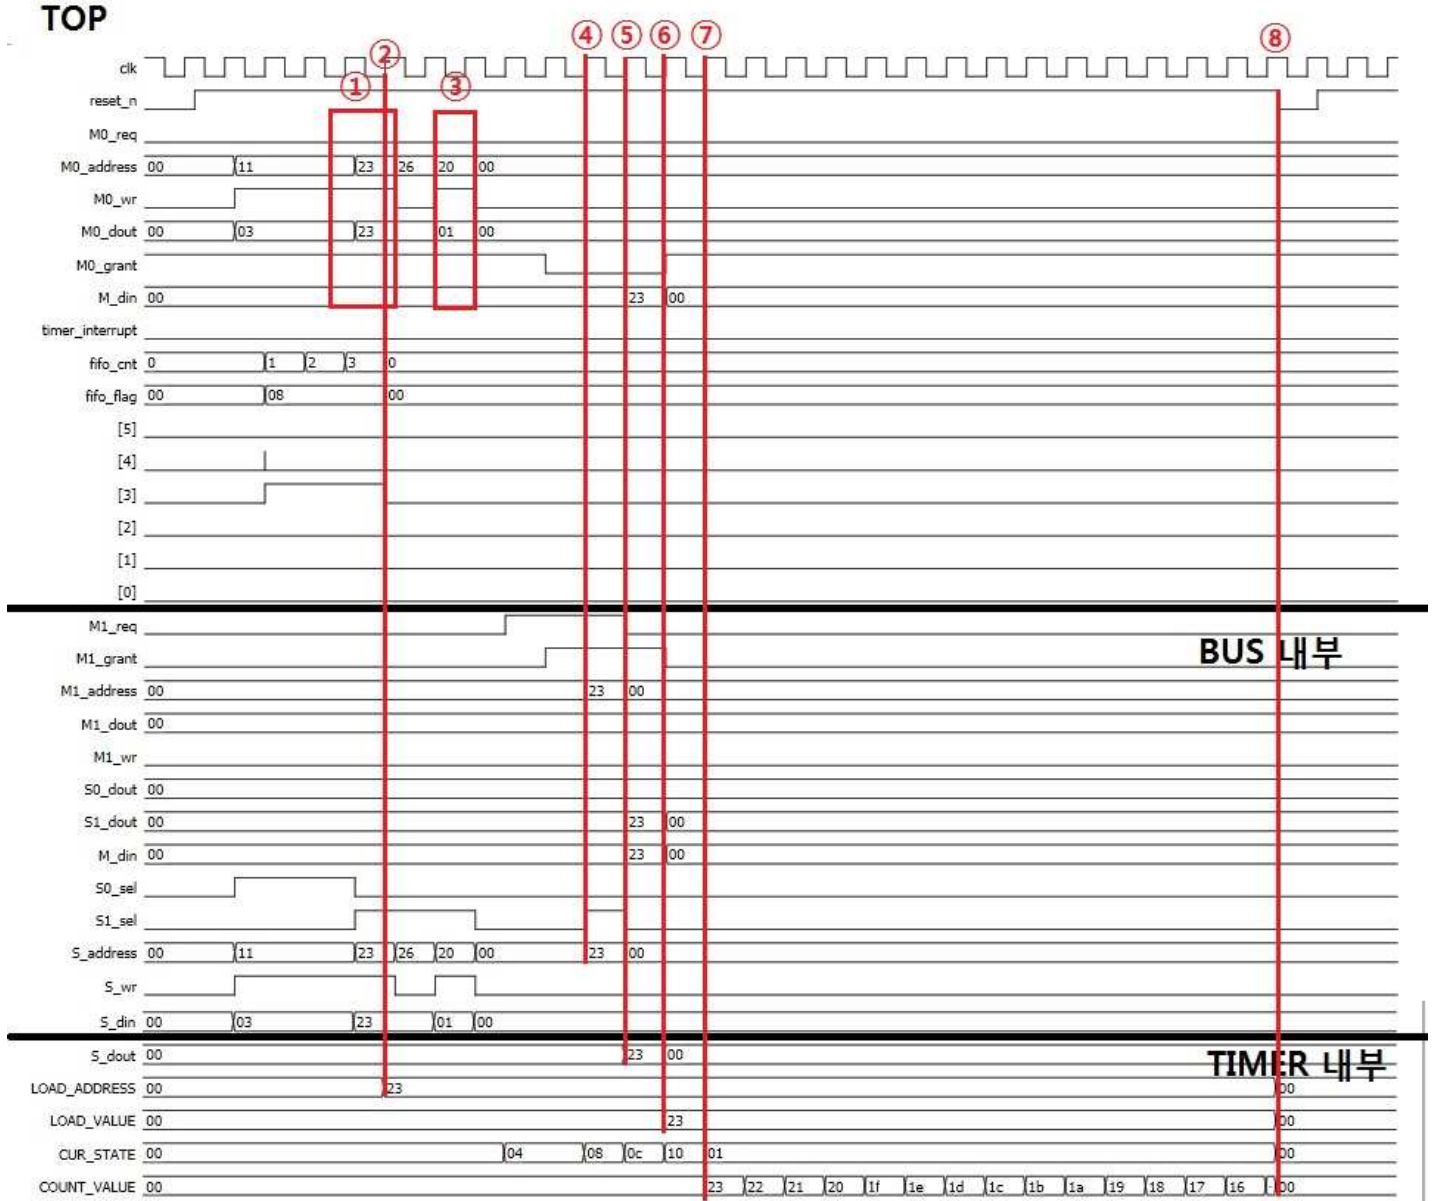 TOP
② ④ ⑤ ⑥ ⑦ ⑧
clk
① ③
reset_n
M0_req
M0_address 00 11 23 26 20 00
M0_wr
M0_dout 00 03 23 01 00
M0_grant
M_din 00 23 00
timer_interrupt
fifo_cnt 0 1 2 3 0
fifo_flag 00 08 00
[5]
[4]
[3]
[2]
[1]
[0]
M1_req
BUS 내부
M1_grant
M1_address 00 23 00
M1_dout 00
M1_wr
S0_dout 00
S1_dout 00 23 00
M_din 00 23 00
S0_sel
S1_sel
S_address 00 11 23 26 20 00 23 00
S_wr
S_din 00 03 23 01 00
S_dout 00 23 00
TIMER 내부
LOAD_ADDRESS 00 23 00
LOAD_VALUE 00 23 00
CUR_STATE 00 04 08 0c 10 01 00
COUNT_VALUE 00 23 22 21 20 1f 1e 1d 1c 1b 1a 19 18 17 16 00